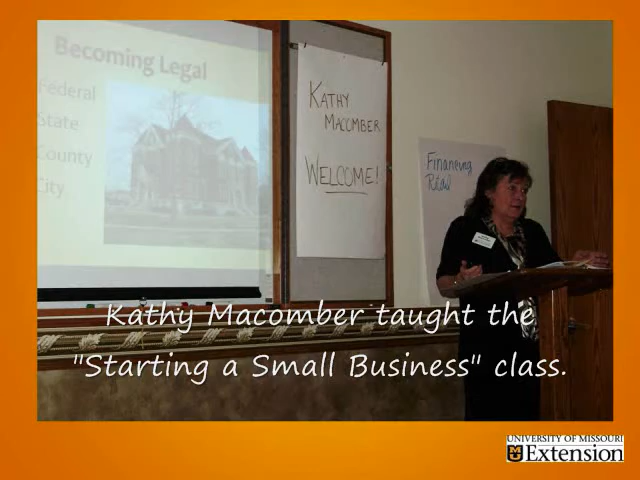 Becoming Legal
Federal
State
County
City
KATHY
MACOMBER
WELCOME!
Financing
Kathy Macomber taught the
"Starting a Small Business" class.
UNIVERSITY OF MISSOURI
MU Extension